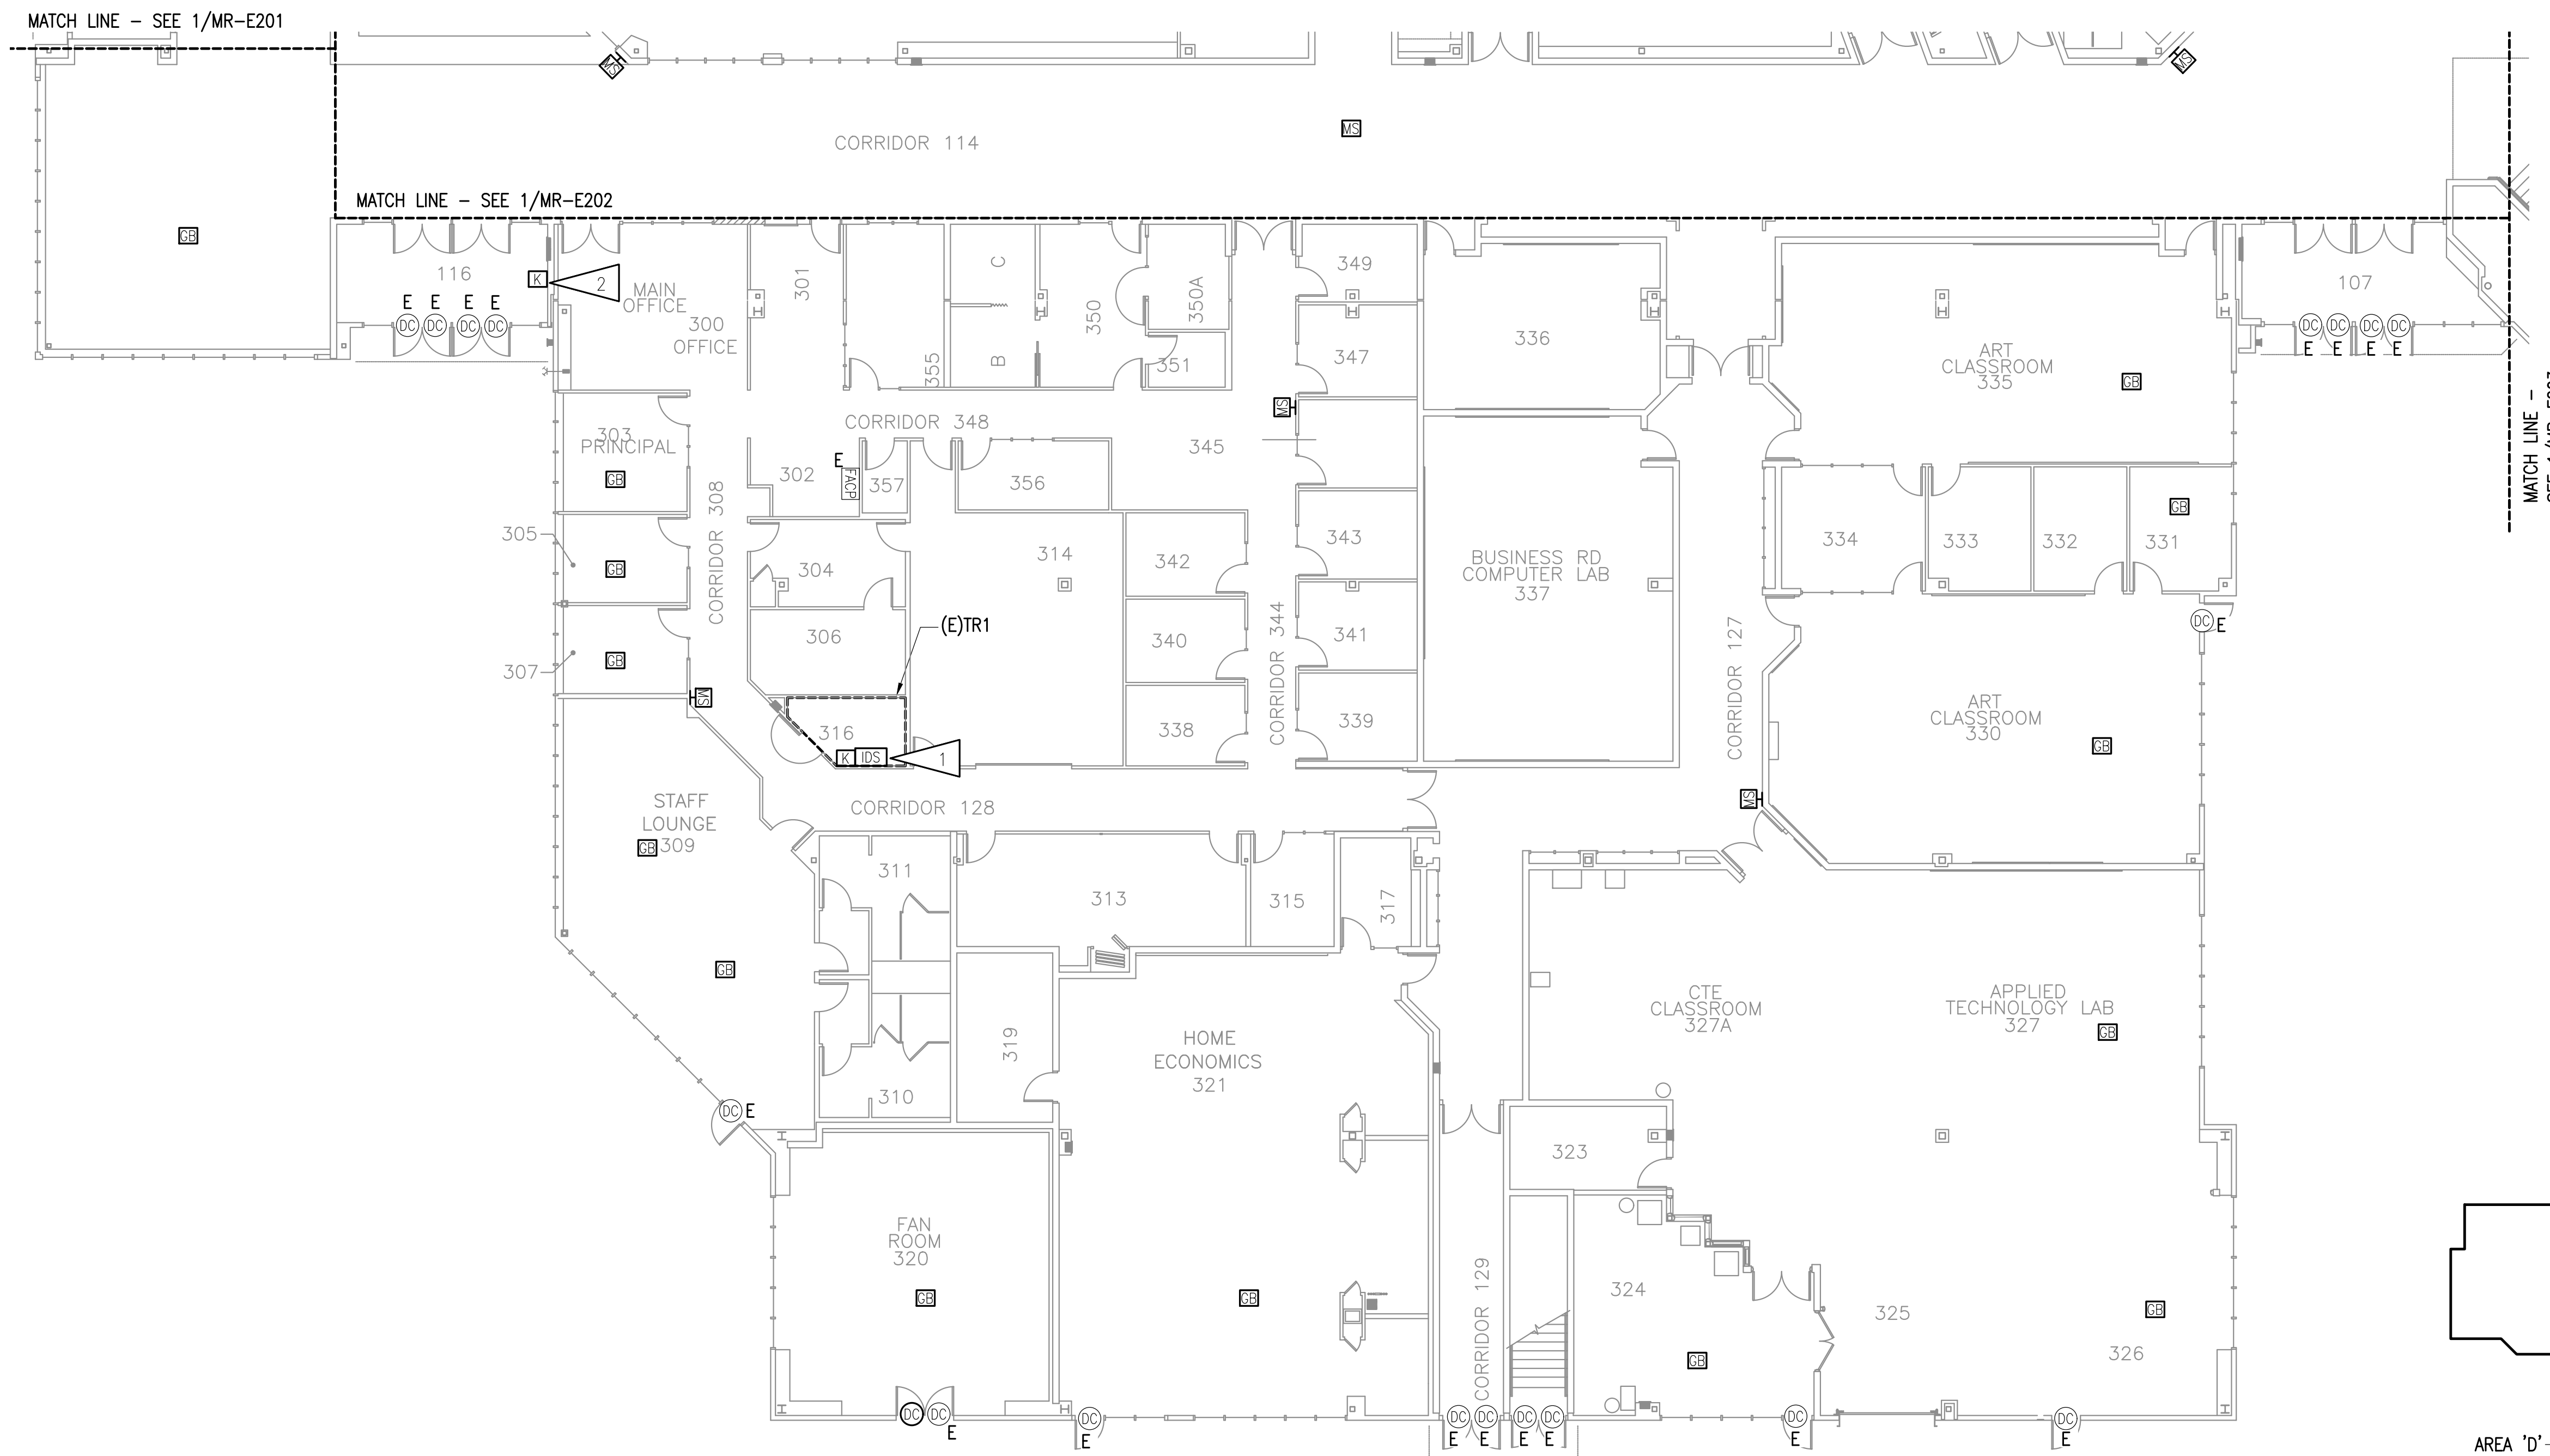 MATCH LINE - SEE 1/MR-E201
MS
MS
MS
CORRIDOR 114
MATCH LINE - SEE 1/MR-E202
GB
116
K
2
E E E E
DC DC DC DC
MAIN
OFFICE
300
OFFICE
301
355
C
B
350
350A
351
349
347
336
ART
CLASSROOM
335
GB
107
DC DC DC DC
E E E E
MATCH LINE -
CORRIDOR 348
345
MS
303
PRINCIPAL
GB
CORRIDOR 308
302
E
FACP
357
356
305
GB
304
314
342
343
BUSINESS RD
COMPUTER LAB
337
334
333
332
331
GB
DC E
307
GB
306
(E)TR1
340
CORRIDOR 344
341
CORRIDOR 127
MS
316
K IDS
1
338
339
ART
CLASSROOM
330
GB
MS
STAFF
LOUNGE
GB 309
CORRIDOR 128
311
313
315
317
GB
319
HOME
ECONOMICS
321
CTE
CLASSROOM
327A
APPLIED
TECHNOLOGY LAB
327
GB
310
DC E
323
FAN
ROOM
320
GB
GB
CORRIDOR 129
324
GB
325
GB
326
DC DC
E
DC
E
DC DC DC DC
E E E E
DC
E
DC
E
AREA 'D'